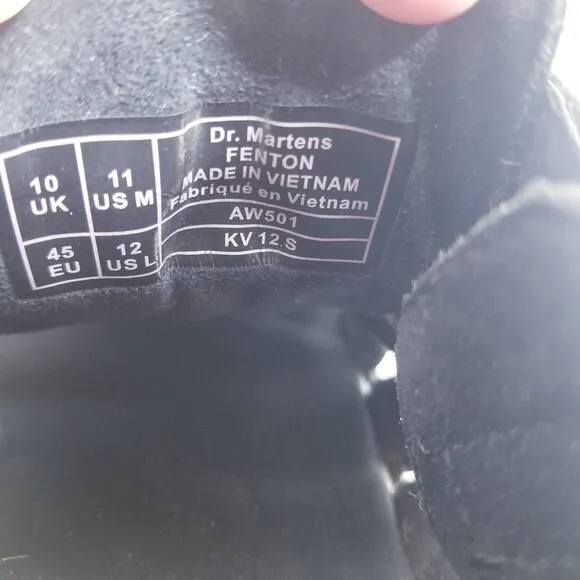 10
UK
11
US M
45
EU
12
US L
Dr. Martens
FENTON
MADE IN VIETNAM
Fabriqué en Vietnam
AW501
KV 12.S